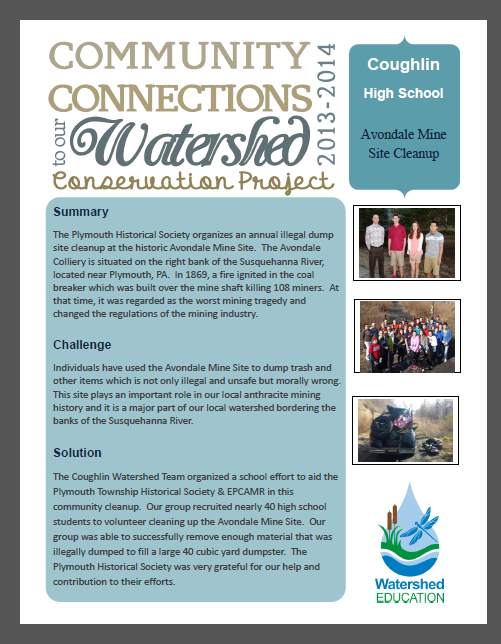 COMMUNITY
CONNECTIONS
to our
Watershed
2013-2014
Conservation Project
Coughlin
High School
Avondale Mine
Site Cleanup
Summary
The Plymouth Historical Society organizes an annual illegal dump
site cleanup at the historic Avondale Mine Site. The Avondale
Colliery is situated on the right bank of the Susquehanna River,
located near Plymouth, PA. In 1869, a fire ignited in the coal
breaker which was built over the mine shaft killing 108 miners. At
that time, it was regarded as the worst mining tragedy and
changed the regulations of the mining industry.
Challenge
Individuals have used the Avondale Mine Site to dump trash and
other items which is not only illegal and unsafe but morally wrong.
This site plays an important role in our local anthracite mining
history and it is a major part of our local watershed bordering the
banks of the Susquehanna River.
Solution
The Coughlin Watershed Team organized a school effort to aid the
Plymouth Township Historical Society & EPCAMR in this
community cleanup. Our group recruited nearly 40 high school
students to volunteer cleaning up the Avondale Mine Site. Our
group was able to successfully remove enough material that was
illegally dumped to fill a large 40 cubic yard dumpster. The
Plymouth Historical Society was very grateful for our help and
contribution to their efforts.
Watershed
EDUCATION